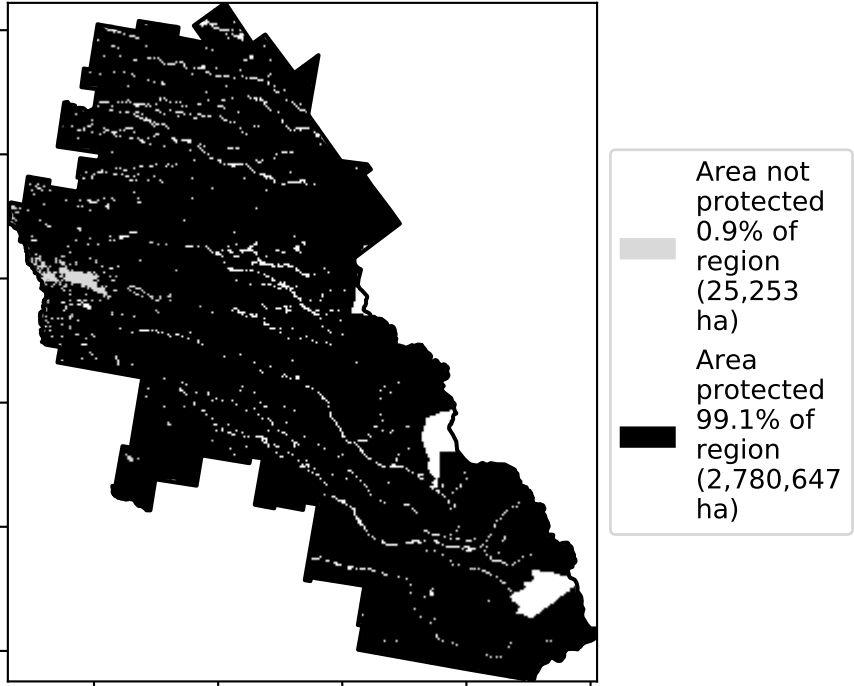 Area not
protected
0.9% of
region
(25,253
ha)
Area
protected
99.1% of
region
(2,780,647
ha)